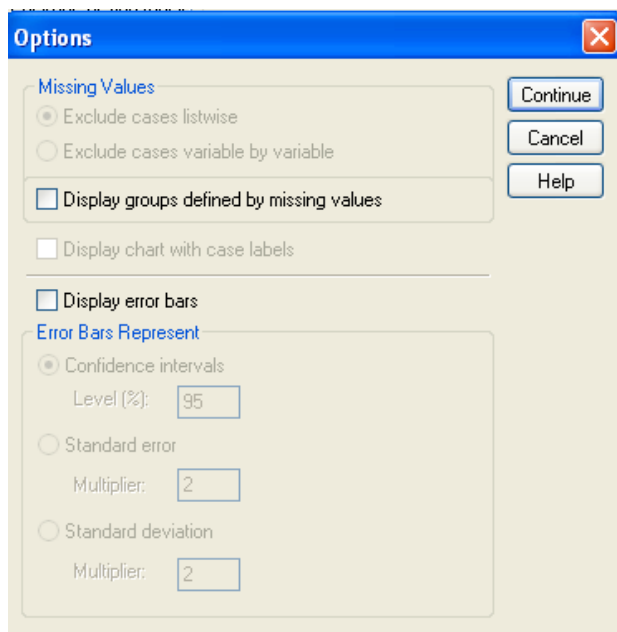 Options
Missing Values
Exclude cases listwise
Exclude cases variable by variable
Display groups defined by missing values
Display chart with case labels
Display error bars
Error Bars Represent
Confidence intervals
Level (%): 95
Standard error
Multiplier: 2
Standard deviation
Multiplier: 2
Continue
Cancel
Help